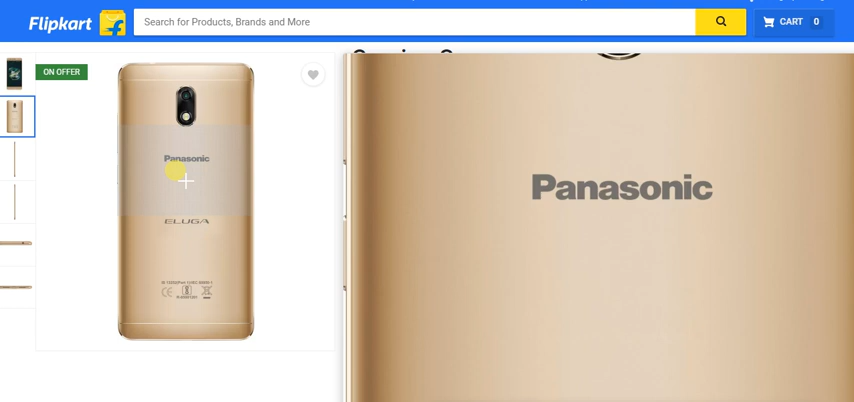 Flipkart
Search for Products, Brands and More
CART 0
ON OFFER
Panasonic
ELUGA
Panasonic